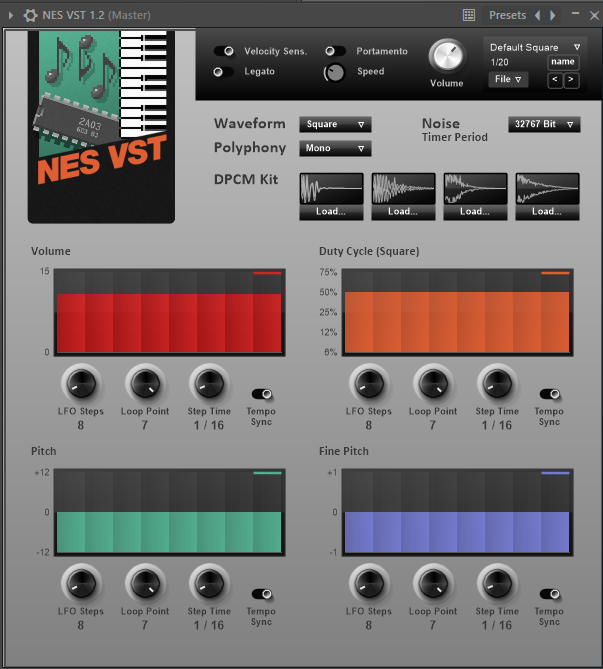 NES VST 1.2 (Master)
Presets
2A03
NES VST
Velocity Sens.
Portamento
Legato
Speed
Volume
Default Square
1/20
name
File
< >
Waveform
Square
Noise
Timer Period
32767 Bit
Polyphony
Mono
DPCM Kit
Load... Load... Load... Load...
Volume
15
0
LFO Steps Loop Point Step Time Tempo
Sync
8 7 1 / 16
Duty Cycle (Square)
75%
50%
25%
12%
6%
LFO Steps Loop Point Step Time Tempo
Sync
8 7 1 / 16
Pitch
+12
0
-12
LFO Steps Loop Point Step Time Tempo
Sync
8 7 1 / 16
Fine Pitch
+1
0
-1
LFO Steps Loop Point Step Time Tempo
Sync
8 7 1 / 16